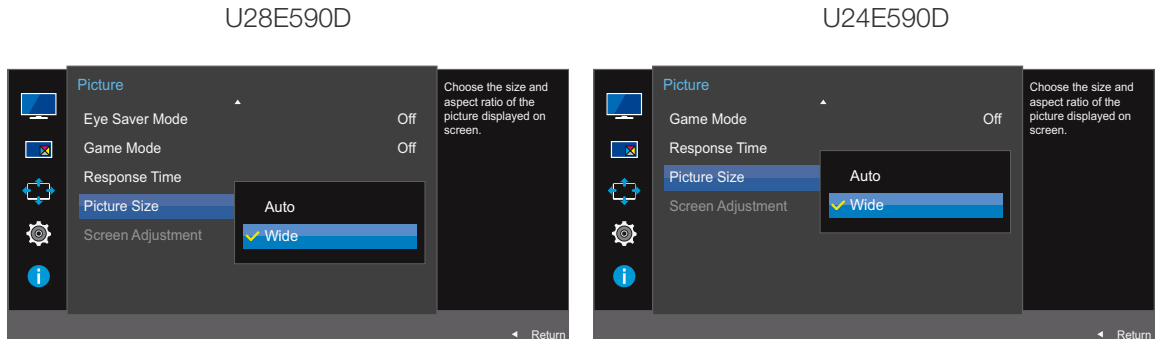 U28E590D
Picture
Eye Saver Mode Off
Game Mode Off
Response Time
Picture Size
Screen Adjustment
Auto
Wide
Choose the size and
aspect ratio of the
picture displayed on
screen.
Return
U24E590D
Picture
Game Mode Off
Response Time
Picture Size
Screen Adjustment
Auto
Wide
Choose the size and
aspect ratio of the
picture displayed on
screen.
Return